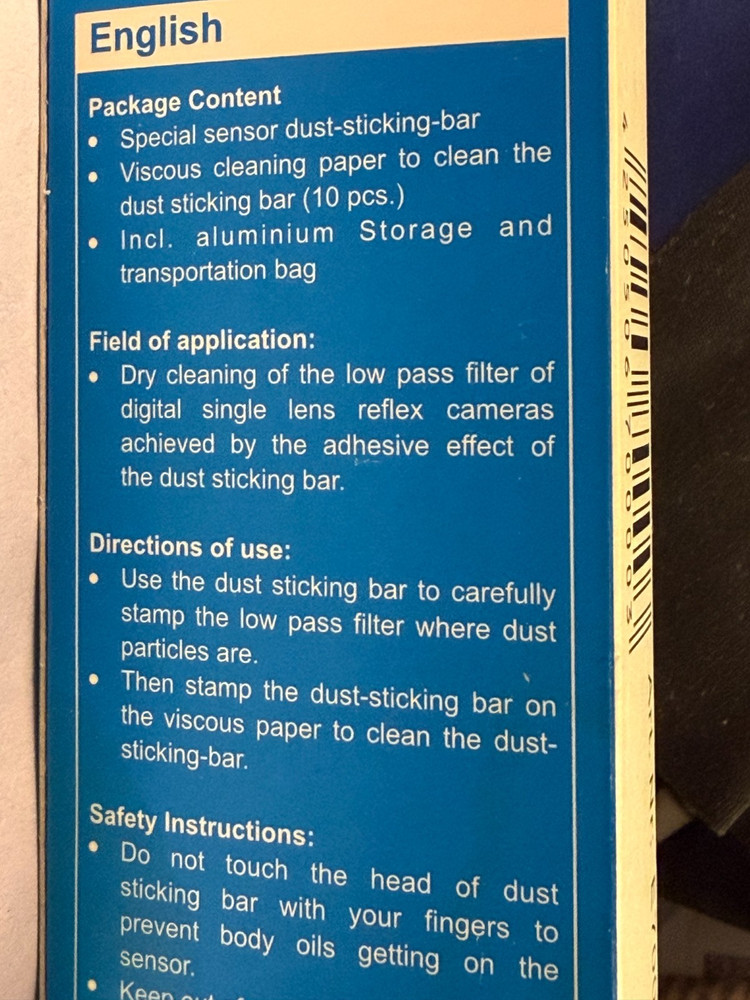 English
Package Content
• Special sensor dust-sticking-bar
• Viscous cleaning paper to clean the
dust sticking bar (10 pcs.)
• Incl. aluminium Storage and
transportation bag
Field of application:
• Dry cleaning of the low pass filter of
digital single lens reflex cameras
achieved by the adhesive effect of
the dust sticking bar.
Directions of use:
• Use the dust sticking bar to carefully
stamp the low pass filter where dust
particles are.
• Then stamp the dust-sticking bar on
the viscous paper to clean the dust-
sticking-bar.
Safety Instructions:
• Do not touch the head of dust
sticking bar with your fingers to
prevent body oils getting on the
sensor.
• Keep